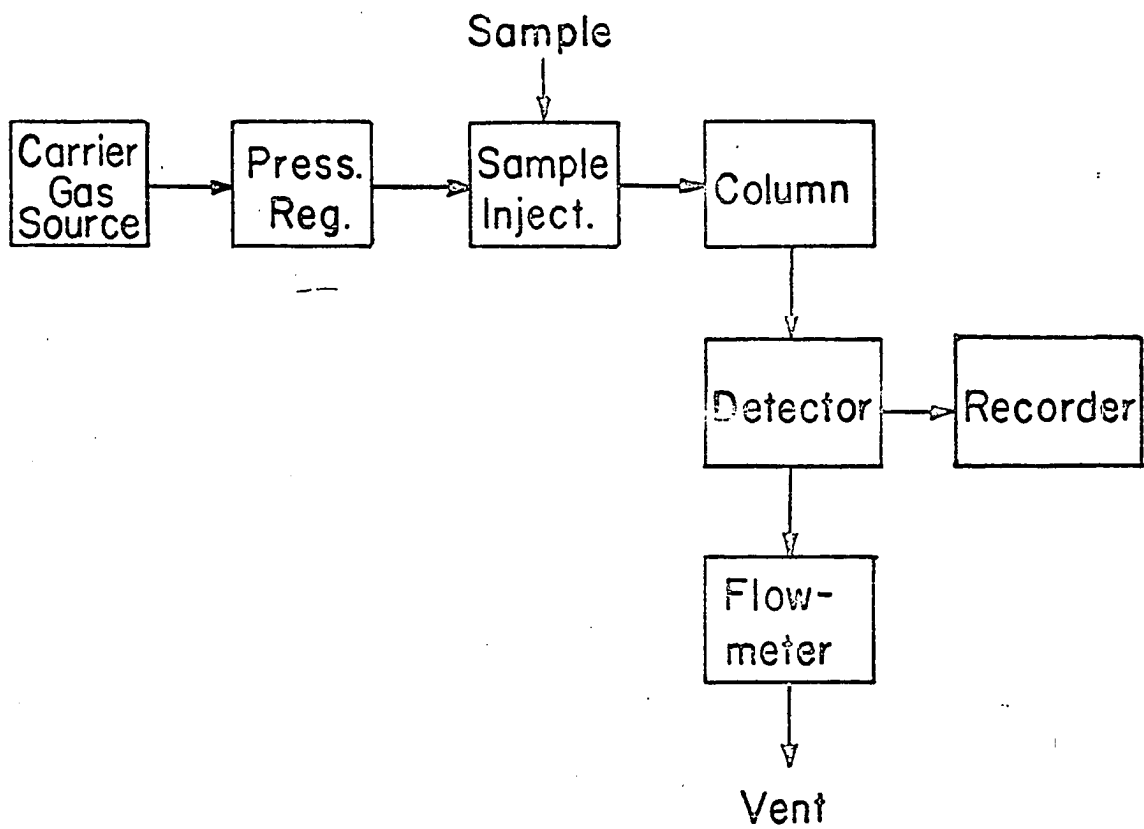 Sample
Carrier
Gas
Source
Press.
Reg.
Sample
Inject.
Column
Detector
Recorder
Flow-
meter
Vent